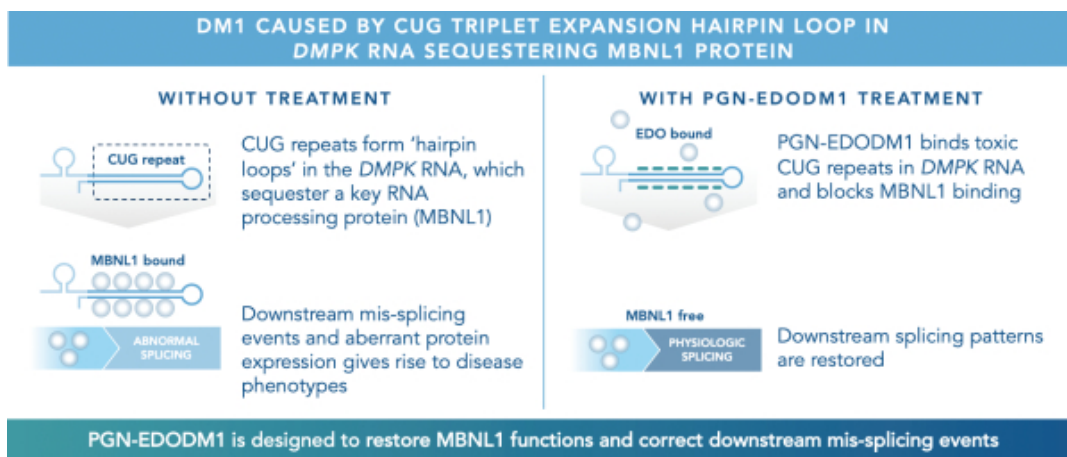 DM1 CAUSED BY CUG TRIPLET EXPANSION HAIRPIN LOOP IN
DMPK RNA SEQUESTERING MBNL1 PROTEIN
WITHOUT TREATMENT
CUG repeat
CUG repeats form ‘hairpin
loops’ in the DMPK RNA, which
sequester a key RNA
processing protein (MBNL1)
MBNL1 bound
ABNORMAL
SPLICING
Downstream mis-splicing
events and aberrant protein
expression gives rise to disease
phenotypes
WITH PGN-EDODM1 TREATMENT
EDO bound
PGN-EDODM1 binds toxic
CUG repeats in DMPK RNA
and blocks MBNL1 binding
MBNL1 free
PHYSIOLOGIC
SPLICING
Downstream splicing patterns
are restored
PGN-EDODM1 is designed to restore MBNL1 functions and correct downstream mis-splicing events